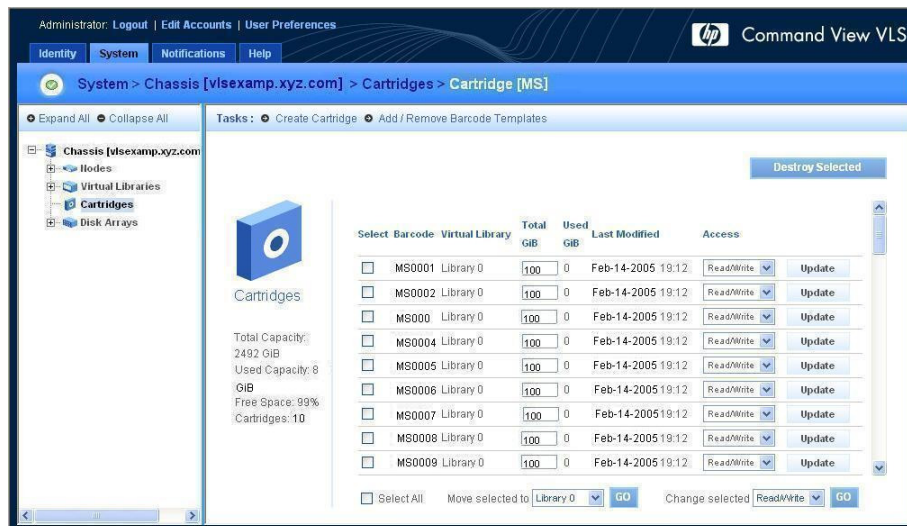 Administrator: Logout | Edit Accounts | User Preferences
hp Command View VLS
Identity System Notifications Help
System > Chassis [vlsexamp.xyz.com] > Cartridges > Cartridge [MS]
Expand All Collapse All
Tasks : Create Cartridge Add / Remove Barcode Templates
Chassis [vlsexamp.xyz.com
Nodes
Virtual Libraries
Cartridges
Disk Arrays
Destroy Selected
Cartridges
Total Capacity:
2492 GiB
Used Capacity: 8
GiB
Free Space: 99%
Cartridges: 10
Select Barcode Virtual Library Total GiB Used GiB Last Modified Access
MS0001 Library 0 100 0 Feb-14-2005 19:12 Read/Write Update
MS0002 Library 0 100 0 Feb-14-2005 19:12 Read/Write Update
MS000 Library 0 100 0 Feb-14-2005 19:12 Read/Write Update
MS0004 Library 0 100 0 Feb-14-2005 19:12 Read/Write Update
MS0005 Library 0 100 0 Feb-14-2005 19:12 Read/Write Update
MS0006 Library 0 100 0 Feb-14-2005 19:12 Read/Write Update
MS0007 Library 0 100 0 Feb-14-2005 19:12 Read/Write Update
MS0008 Library 0 100 0 Feb-14-2005 19:12 Read/Write Update
MS0009 Library 0 100 0 Feb-14-2005 19:12 Read/Write Update
Select All Move selected to Library 0 GO Change selected Read/Write GO